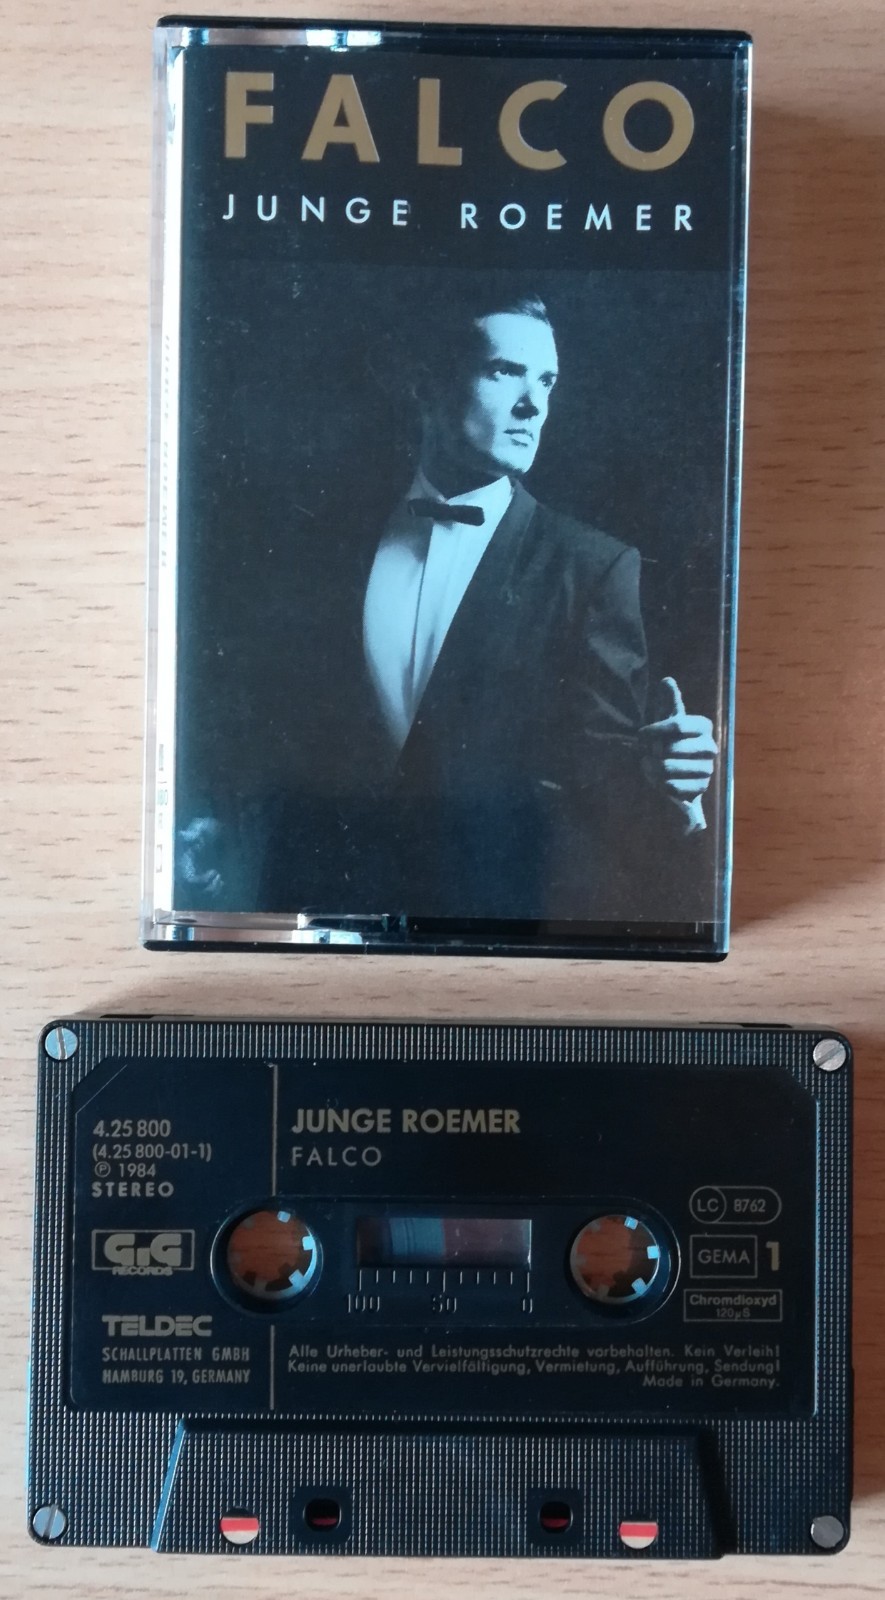 FALCO
JUNGE ROEMER
4.25 800
(4.25 800-01-1)
℗ 1984
STEREO
GIG
RECORDS
TELDEC
SCHALLPLATTEN GMBH
HAMBURG 19, GERMANY
JUNGE ROEMER
FALCO
LC 8762
GEMA 1
Chromdioxyd
120µS
100 50 0
Alle Urheber- und Leistungsschutzrechte vorbehalten. Kein Verleih!
Keine unerlaubte Vervielfältigung, Vermietung, Aufführung, Sendung!
Made in Germany.